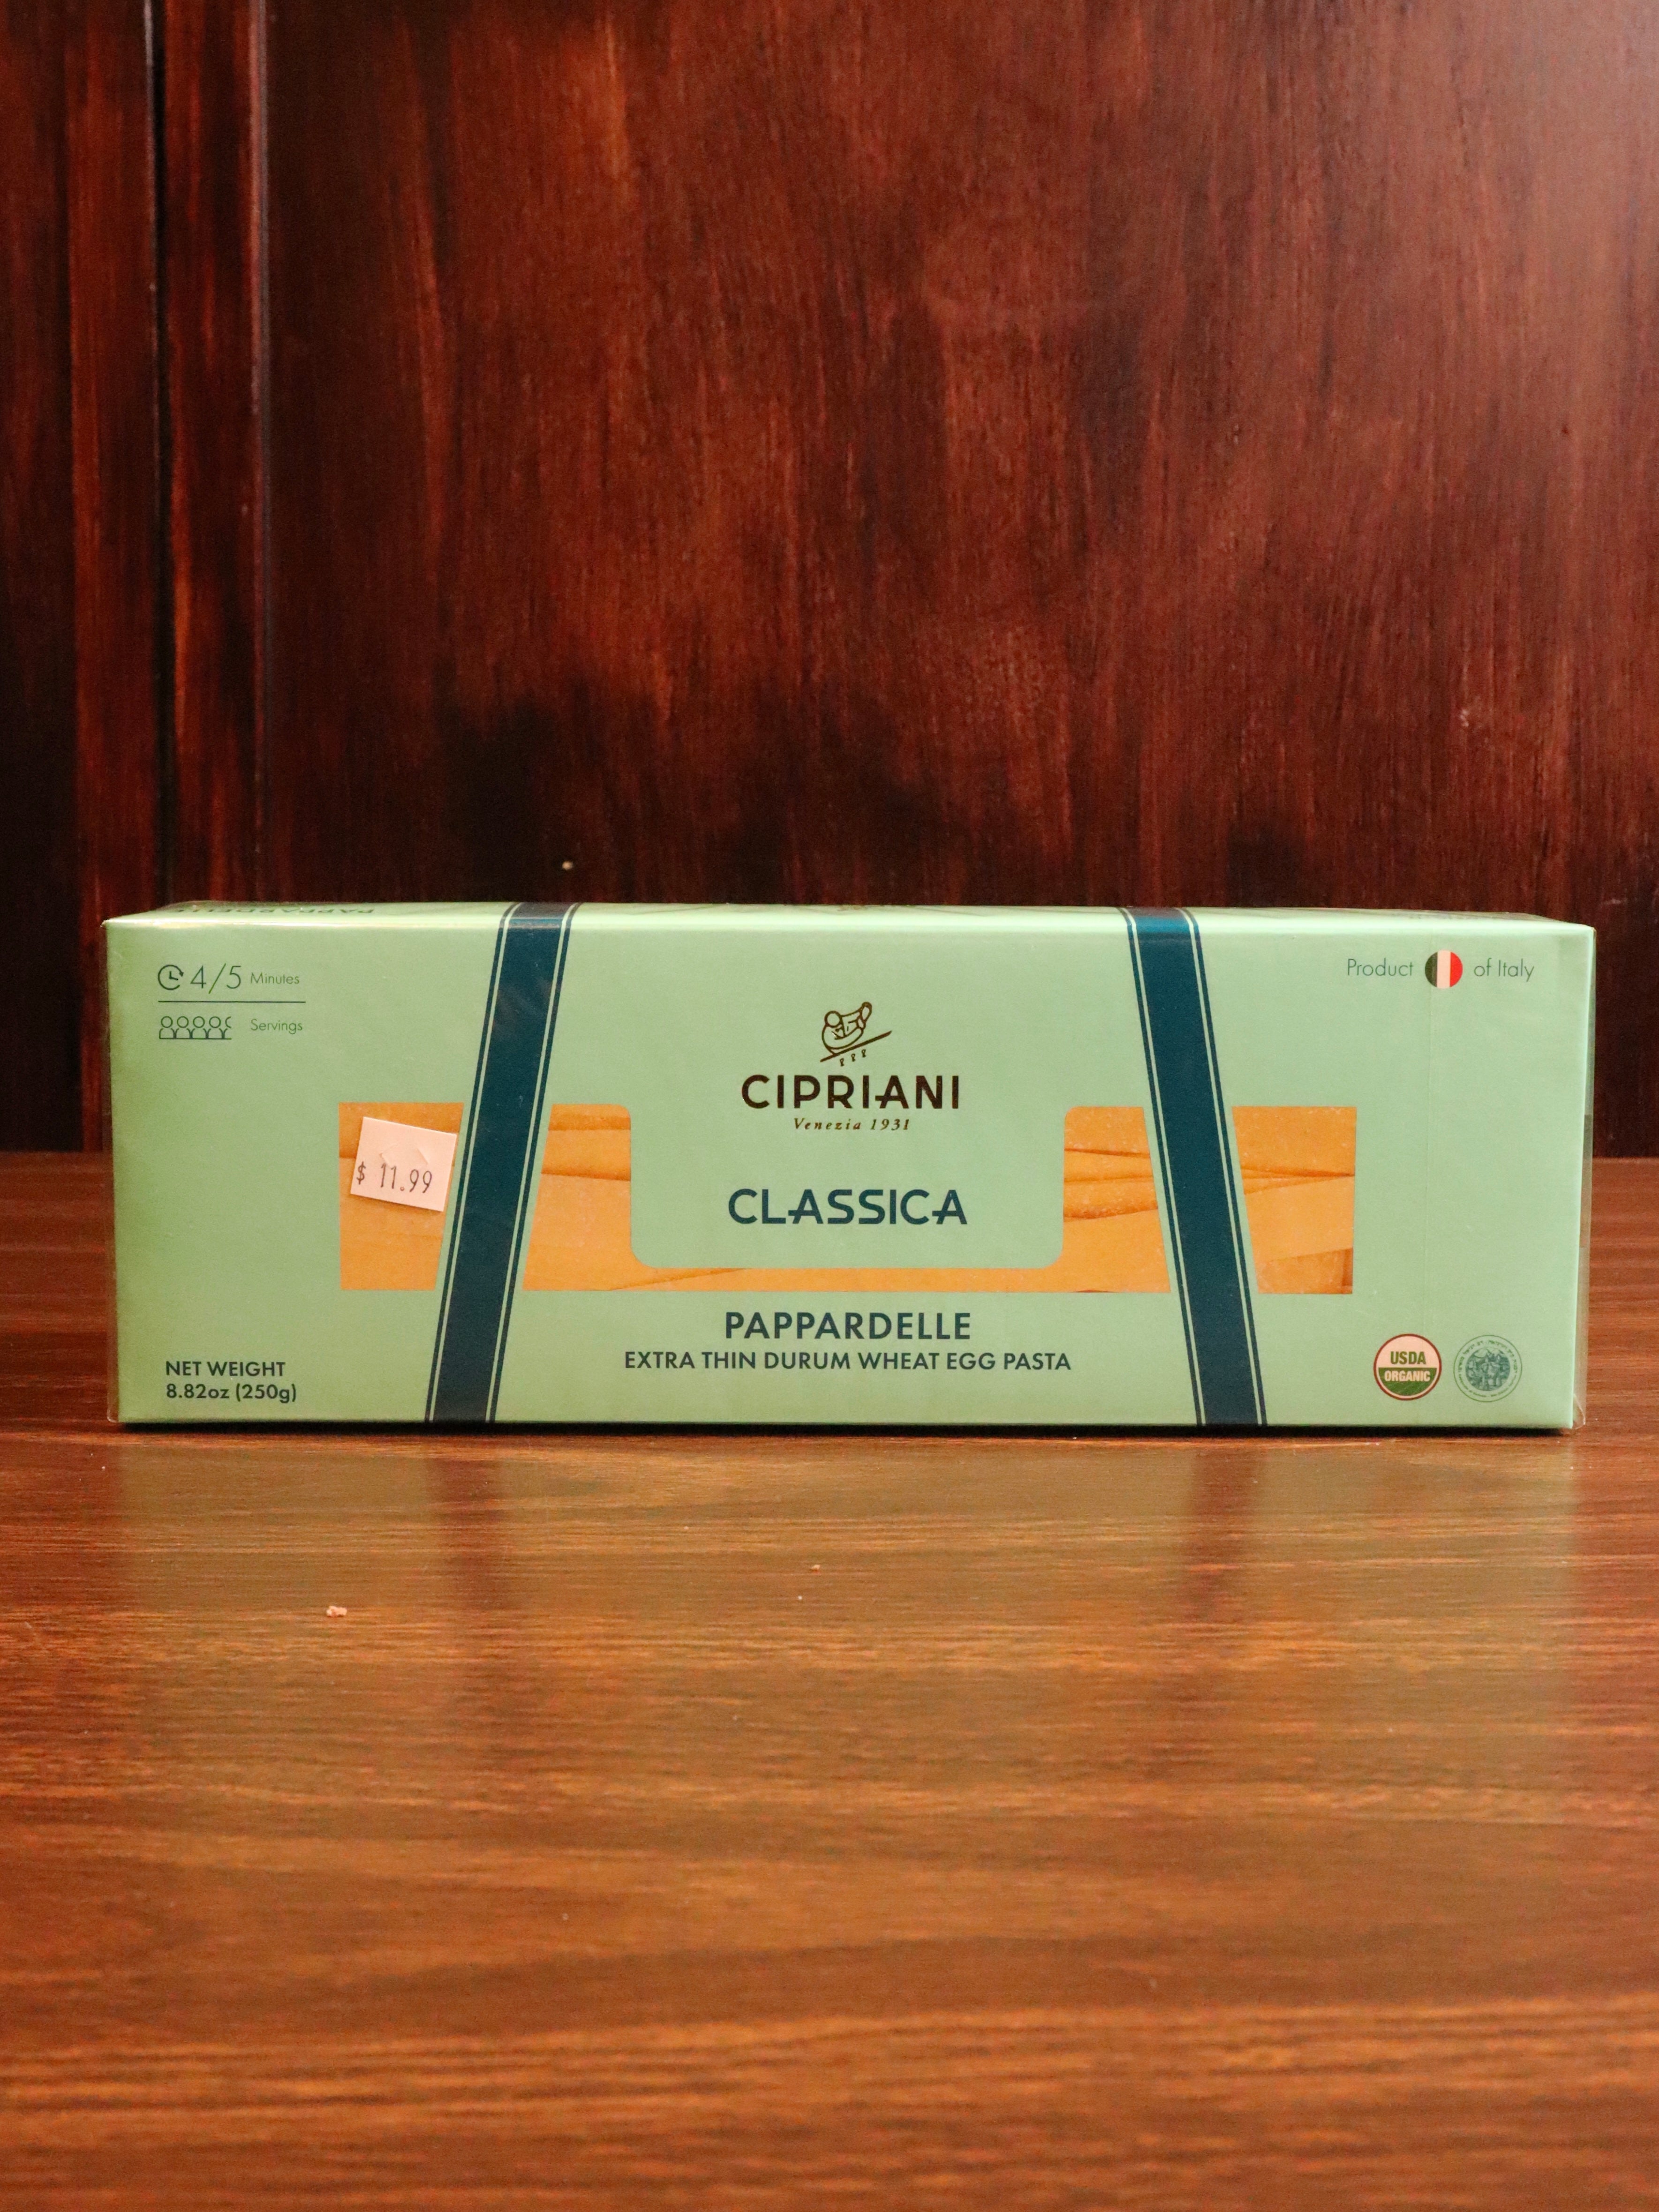 PAPPARDELLE
4/5 Minutes
Servings
Product of Italy
CIPRIANI
Venezia 1931
$ 11.99
CLASSICA
PAPPARDELLE
EXTRA THIN DURUM WHEAT EGG PASTA
NET WEIGHT
8.82oz (250g)
USDA
ORGANIC